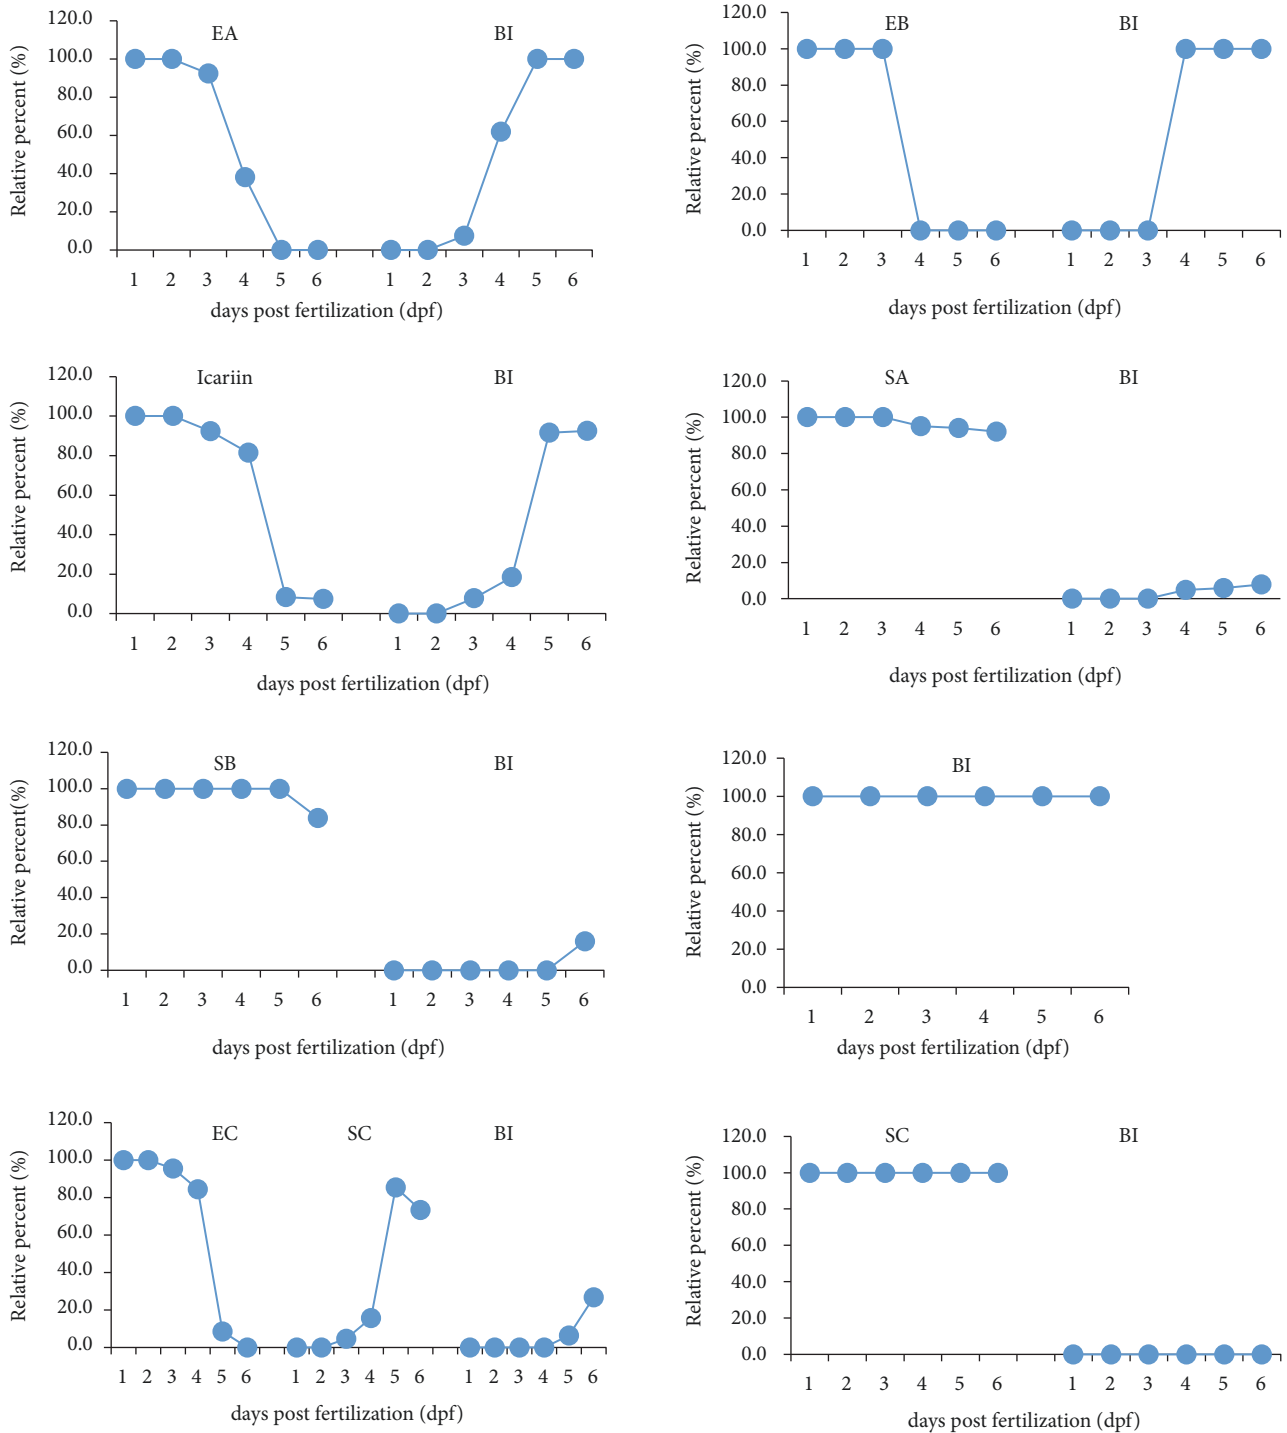 120.0
EA
BI
100.0
80.0
60.0
40.0
20.0
0.0
1 2 3 4 5 6 1 2 3 4 5 6
days post fertilization (dpf)
Relative percent (%)
120.0
EB
BI
100.0
80.0
60.0
40.0
20.0
0.0
1 2 3 4 5 6 1 2 3 4 5 6
days post fertilization (dpf)
Relative percent (%)
120.0
Icariin
BI
100.0
80.0
60.0
40.0
20.0
0.0
1 2 3 4 5 6 1 2 3 4 5 6
days post fertilization (dpf)
Relative percent (%)
120.0
SA
BI
100.0
80.0
60.0
40.0
20.0
0.0
1 2 3 4 5 6 1 2 3 4 5 6
days post fertilization (dpf)
Relative percent (%)
120.0
SB
BI
100.0
80.0
60.0
40.0
20.0
0.0
1 2 3 4 5 6 1 2 3 4 5 6
days post fertilization (dpf)
Relative percent(%)
120.0
BI
100.0
80.0
60.0
40.0
20.0
0.0
1 2 3 4 5 6
days post fertilization (dpf)
Relative percent (%)
120.0
EC
SC
BI
100.0
80.0
60.0
40.0
20.0
0.0
1 2 3 4 5 6 1 2 3 4 5 6 1 2 3 4 5 6
days post fertilization (dpf)
Relative percent (%)
120.0
SC
BI
100.0
80.0
60.0
40.0
20.0
0.0
1 2 3 4 5 6 1 2 3 4 5 6
days post fertilization (dpf)
Relative percent (%)